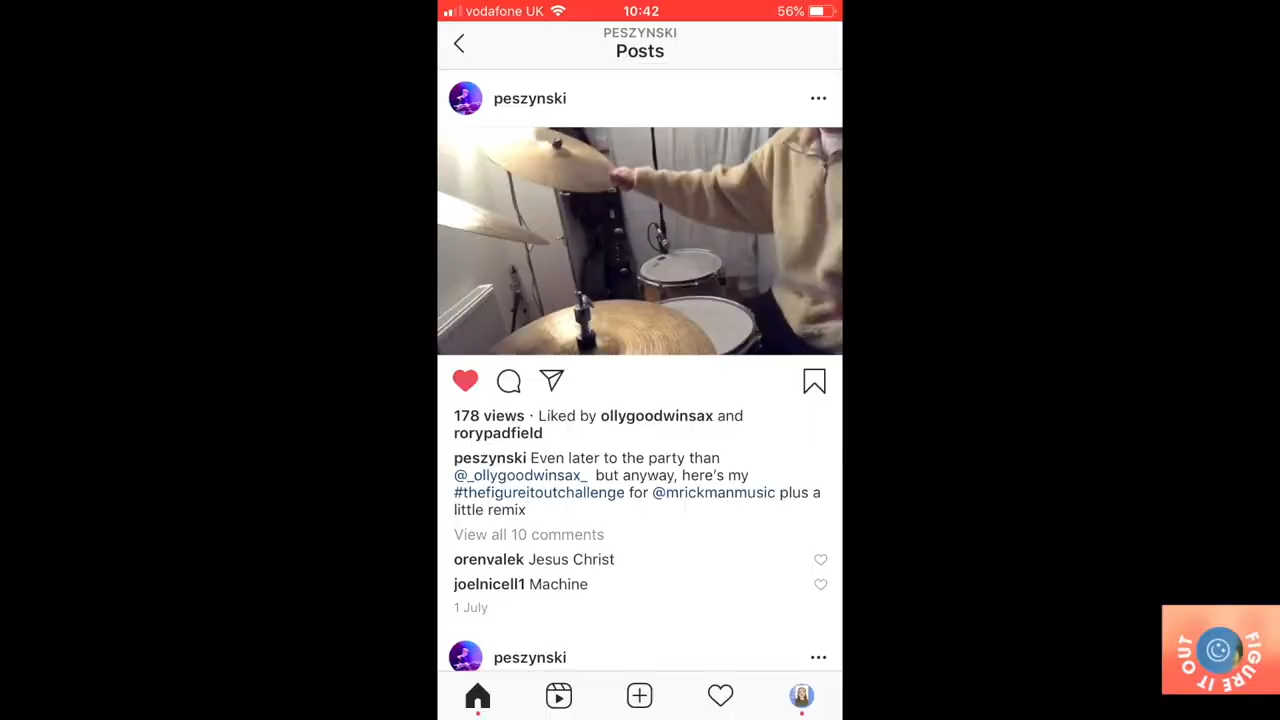 vodafone UK
10:42
56%
PESZYNSKI
Posts
peszynski
178 views · Liked by ollygoodwinsax and
rorypadfield
peszynski Even later to the party than
@_ollygoodwinsax_ but anyway, here's my
#thefigureitoutchallenge for @mrickmanmusic plus a
little remix
View all 10 comments
orenvalek Jesus Christ
joelnicell1 Machine
1 July
peszynski
FIGURE IT OUT